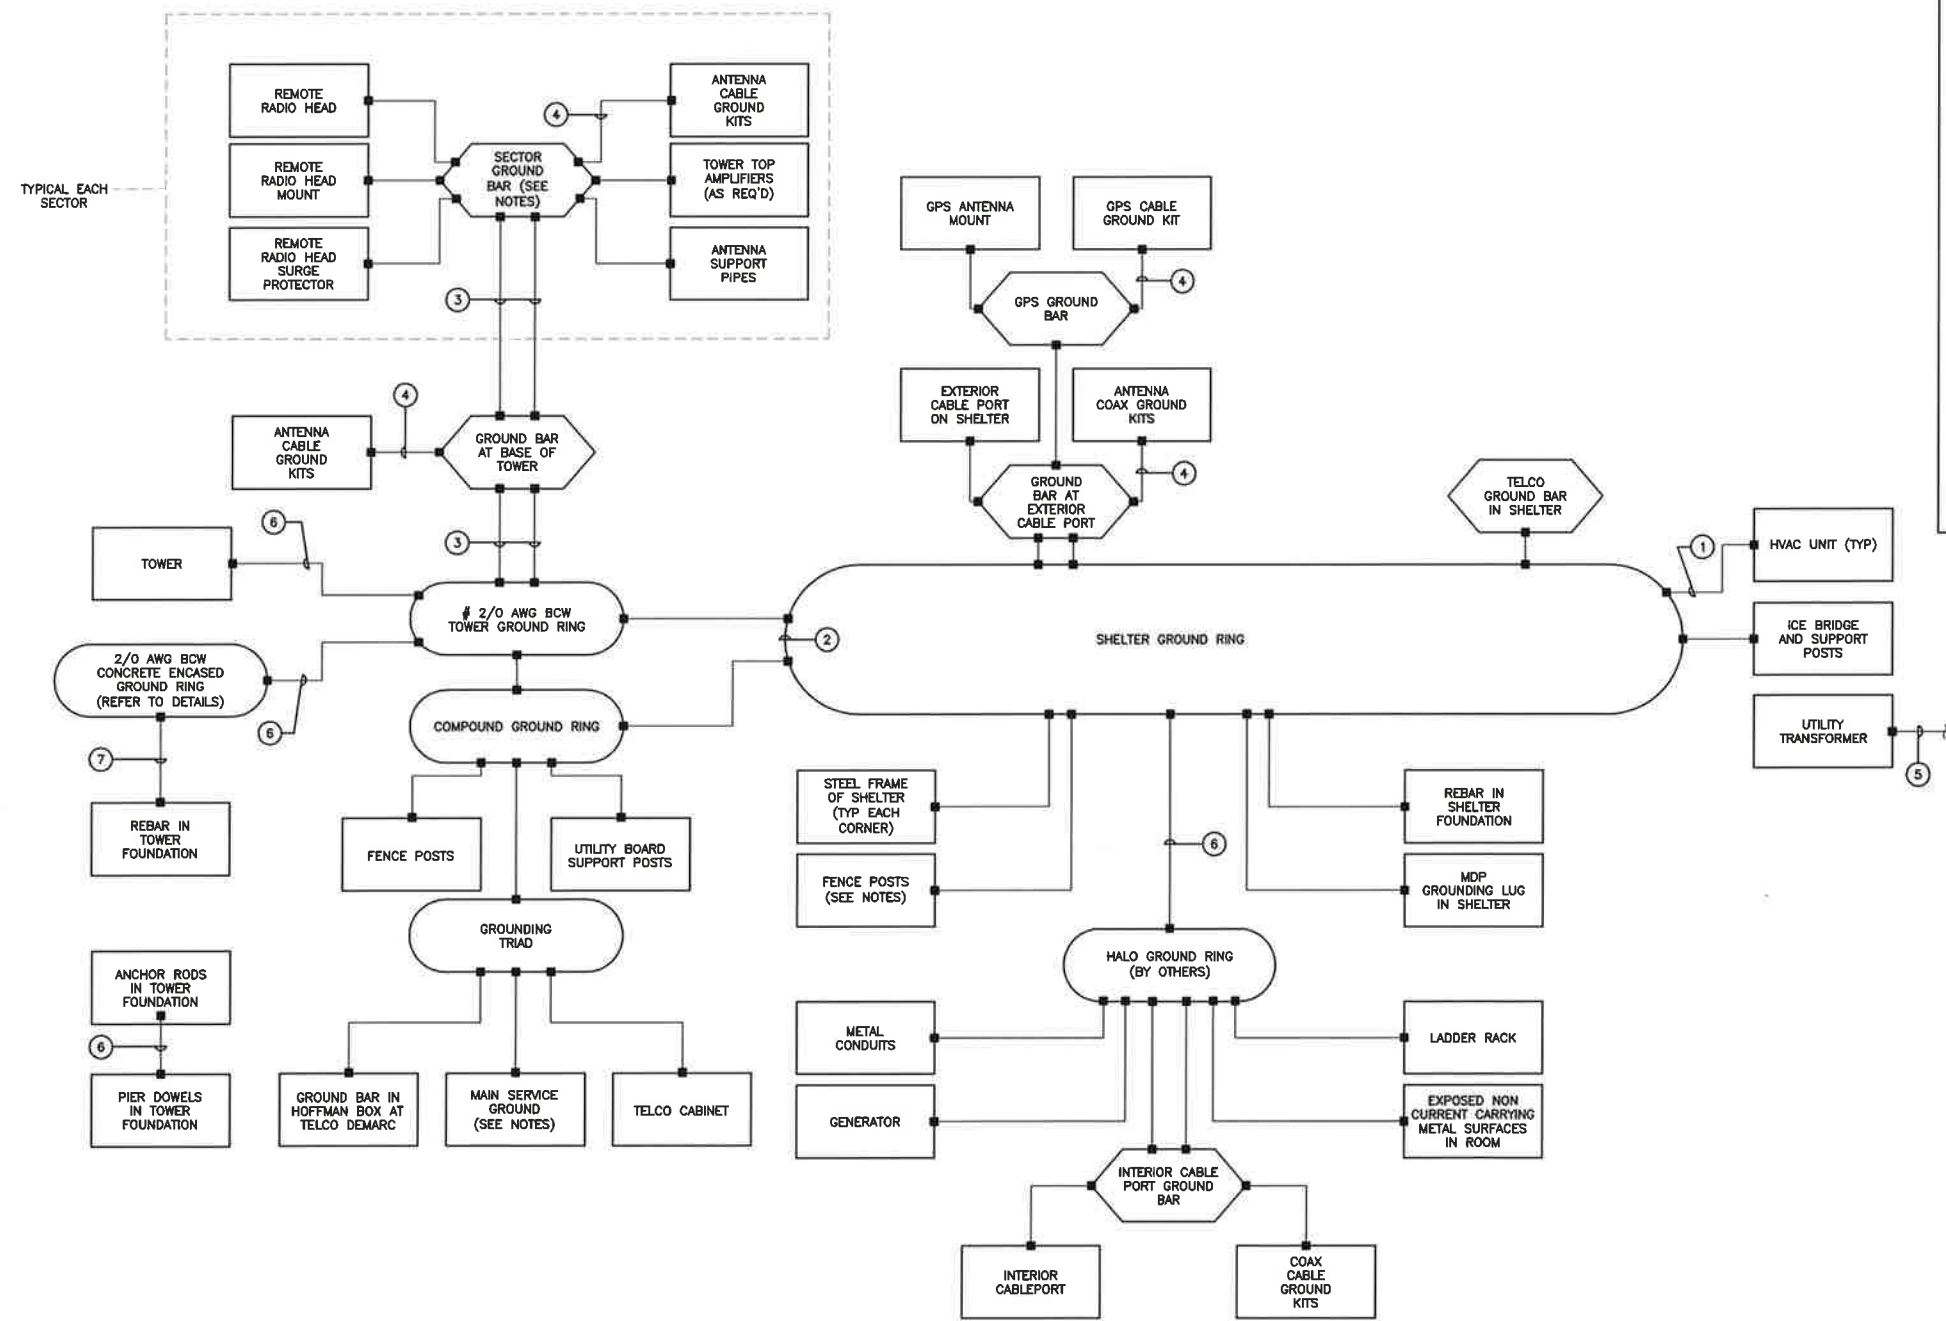 TYPICAL EACH
SECTOR
REMOTE
RADIO HEAD
REMOTE
RADIO HEAD
MOUNT
REMOTE
RADIO HEAD
SURGE
PROTECTOR
SECTOR
GROUND
BAR (SEE
NOTES)
4
ANTENNA
CABLE
GROUND
KITS
TOWER TOP
AMPLIFIERS
(AS REQ'D)
ANTENNA
SUPPORT
PIPES
3
4
ANTENNA
CABLE
GROUND
KITS
GROUND BAR
AT BASE OF
TOWER
6
3
TOWER
# 2/0 AWG BCW
TOWER GROUND RING
2/0 AWG BCW
CONCRETE ENCASED
GROUND RING
(REFER TO DETAILS)
6
7
COMPOUND GROUND RING
REBAR IN
TOWER
FOUNDATION
FENCE POSTS
UTILITY BOARD
SUPPORT POSTS
GROUNDING
TRIAD
ANCHOR RODS
IN TOWER
FOUNDATION
6
PIER DOWELS
IN TOWER
FOUNDATION
GROUND BAR IN
HOFFMAN BOX AT
TELCO DEMARC
MAIN SERVICE
GROUND
(SEE NOTES)
TELCO CABINET
GPS ANTENNA
MOUNT
GPS CABLE
GROUND KIT
4
GPS GROUND
BAR
EXTERIOR
CABLE PORT
ON SHELTER
ANTENNA
COAX GROUND
KITS
4
GROUND
BAR AT
EXTERIOR
CABLE PORT
TELCO
GROUND BAR
IN SHELTER
1
HVAC UNIT (TYP)
2
SHELTER GROUND RING
ICE BRIDGE
AND SUPPORT
POSTS
UTILITY
TRANSFORMER
5
STEEL FRAME
OF SHELTER
(TYP EACH
CORNER)
REBAR IN
SHELTER
FOUNDATION
6
FENCE POSTS
(SEE NOTES)
MDP
GROUNDING LUG
IN SHELTER
HALO GROUND RING
(BY OTHERS)
METAL
CONDUITS
LADDER RACK
GENERATOR
EXPOSED NON
CURRENT CARRYING
METAL SURFACES
IN ROOM
INTERIOR CABLE
PORT GROUND
BAR
INTERIOR
CABLEPORT
COAX
CABLE
GROUND
KITS